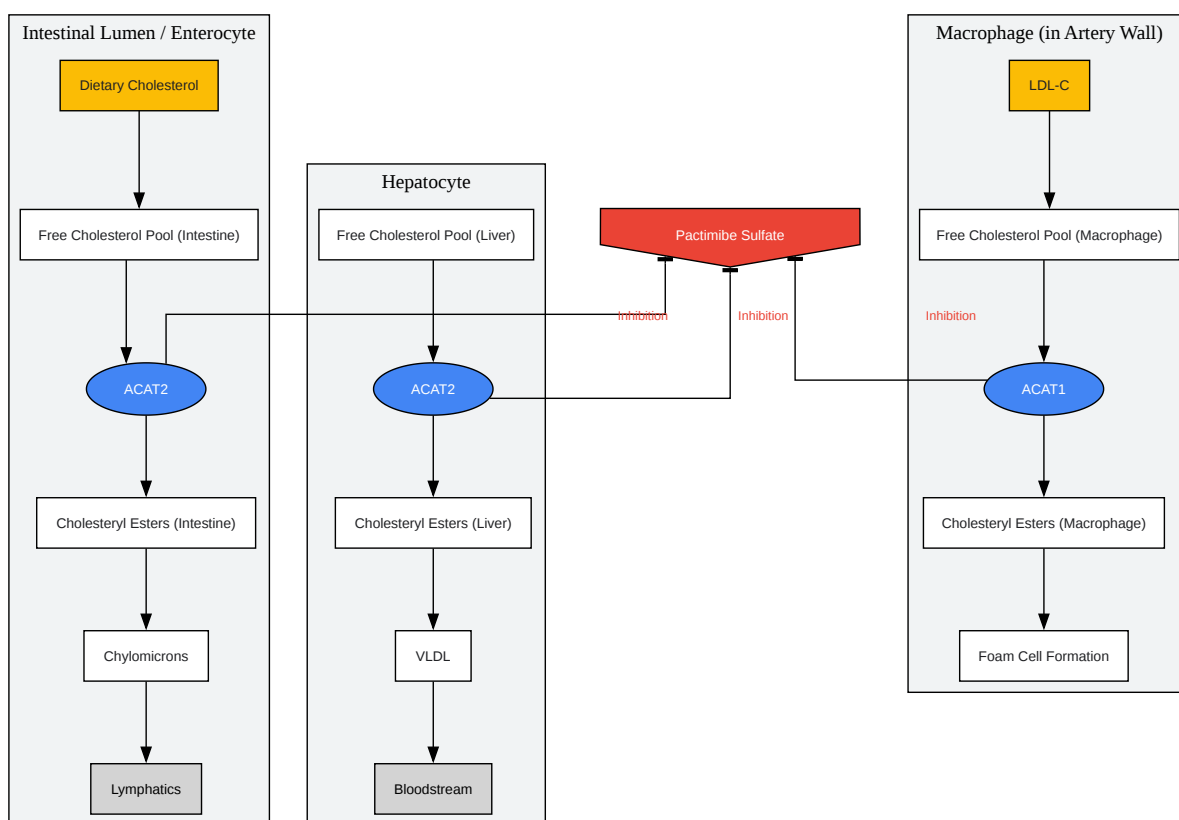 Intestinal Lumen / Enterocyte
Dietary Cholesterol
Free Cholesterol Pool (Intestine)
ACAT2
Cholesteryl Esters (Intestine)
Chylomicrons
Lymphatics
Hepatocyte
Free Cholesterol Pool (Liver)
ACAT2
Cholesteryl Esters (Liver)
VLDL
Bloodstream
Pactimibe Sulfate
Inhibition
Inhibition
Inhibition
Macrophage (in Artery Wall)
LDL-C
Free Cholesterol Pool (Macrophage)
ACAT1
Cholesteryl Esters (Macrophage)
Foam Cell Formation